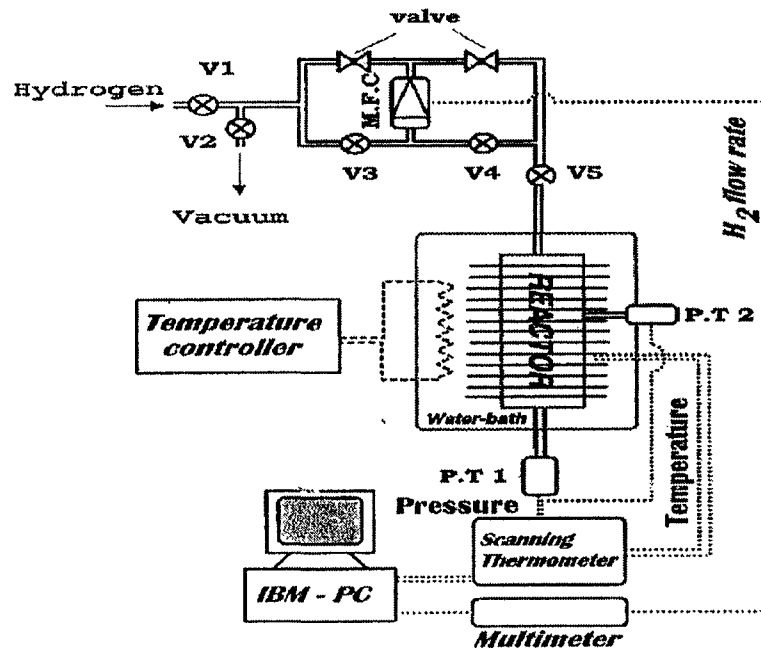 valve
V1
Hydrogen
M.F.C
V2
V3
V4
V5
Vacuum
H2 flow rate
REACTOR
P.T 2
Temperature
controller
Water-bath
P.T 1
Pressure
Temperature
Scanning
Thermometer
IBM - PC
Multimeter